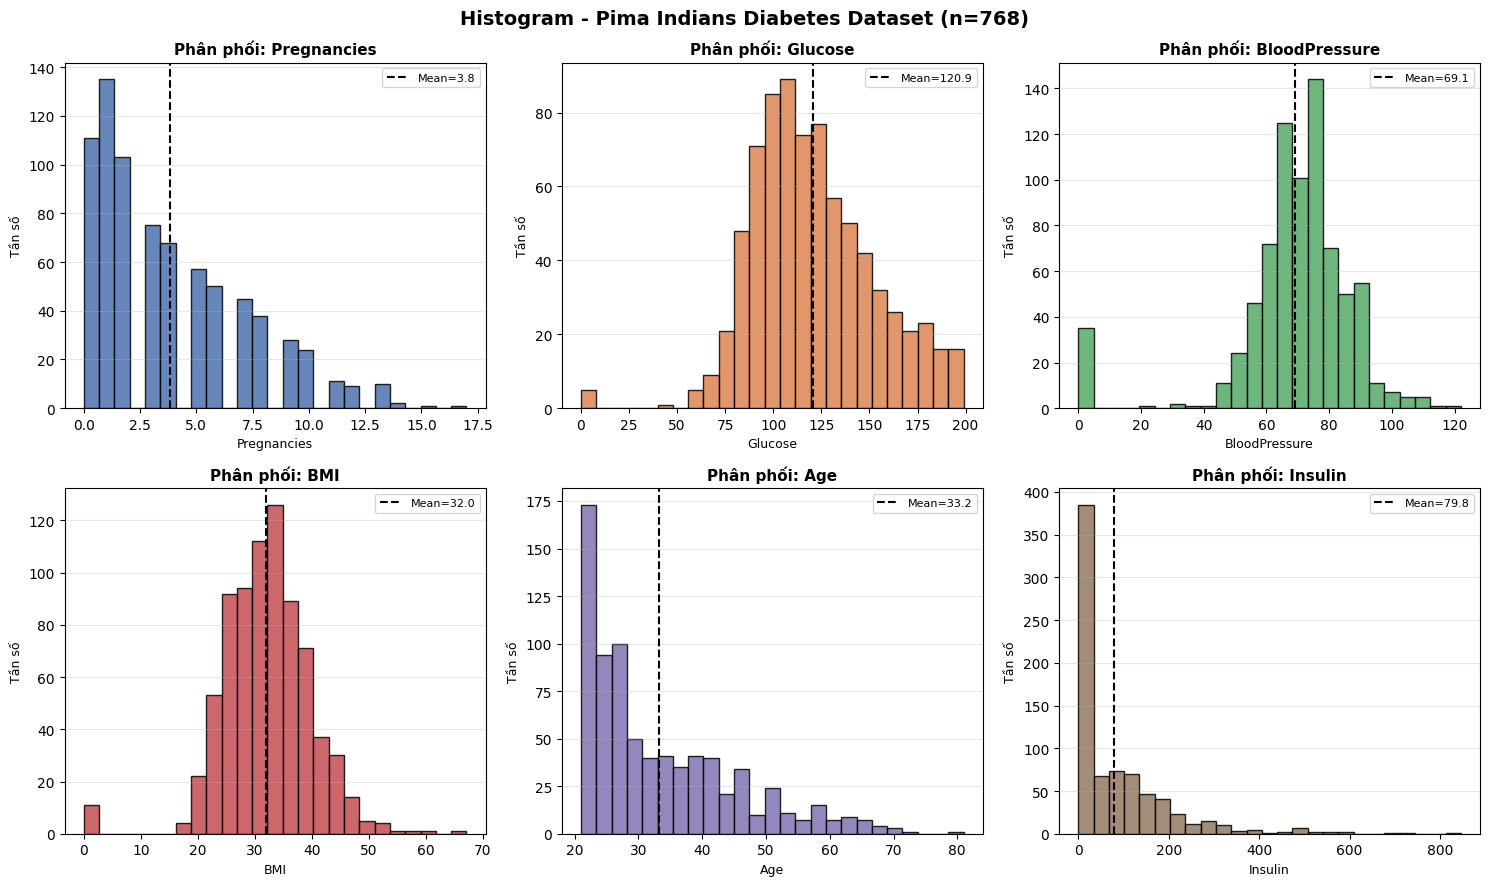 Histogram - Pima Indians Diabetes Dataset (n=768)
Phân phối: Pregnancies
Mean=3.8
Tần số
140
120
100
80
60
40
20
0
0.0 2.5 5.0 7.5 10.0 12.5 15.0 17.5
Pregnancies
Phân phối: Glucose
Mean=120.9
Tần số
80
60
40
20
0
0 25 50 75 100 125 150 175 200
Glucose
Phân phối: BloodPressure
Mean=69.1
Tần số
140
120
100
80
60
40
20
0
0 20 40 60 80 100 120
BloodPressure
Phân phối: BMI
Mean=32.0
Tần số
120
100
80
60
40
20
0
0 10 20 30 40 50 60 70
BMI
Phân phối: Age
Mean=33.2
Tần số
175
150
125
100
75
50
25
0
20 30 40 50 60 70 80
Age
Phân phối: Insulin
Mean=79.8
Tần số
400
350
300
250
200
150
100
50
0
0 200 400 600 800
Insulin